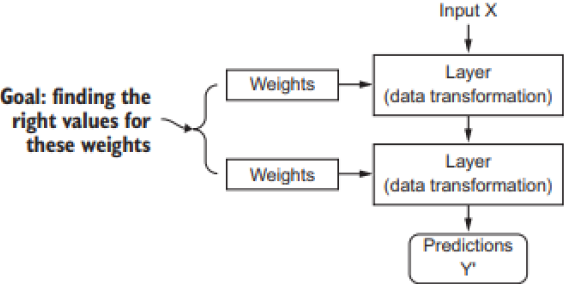 Input X
Goal: finding the
right values for
these weights
Weights
Layer
(data transformation)
Weights
Layer
(data transformation)
Predictions
Y'